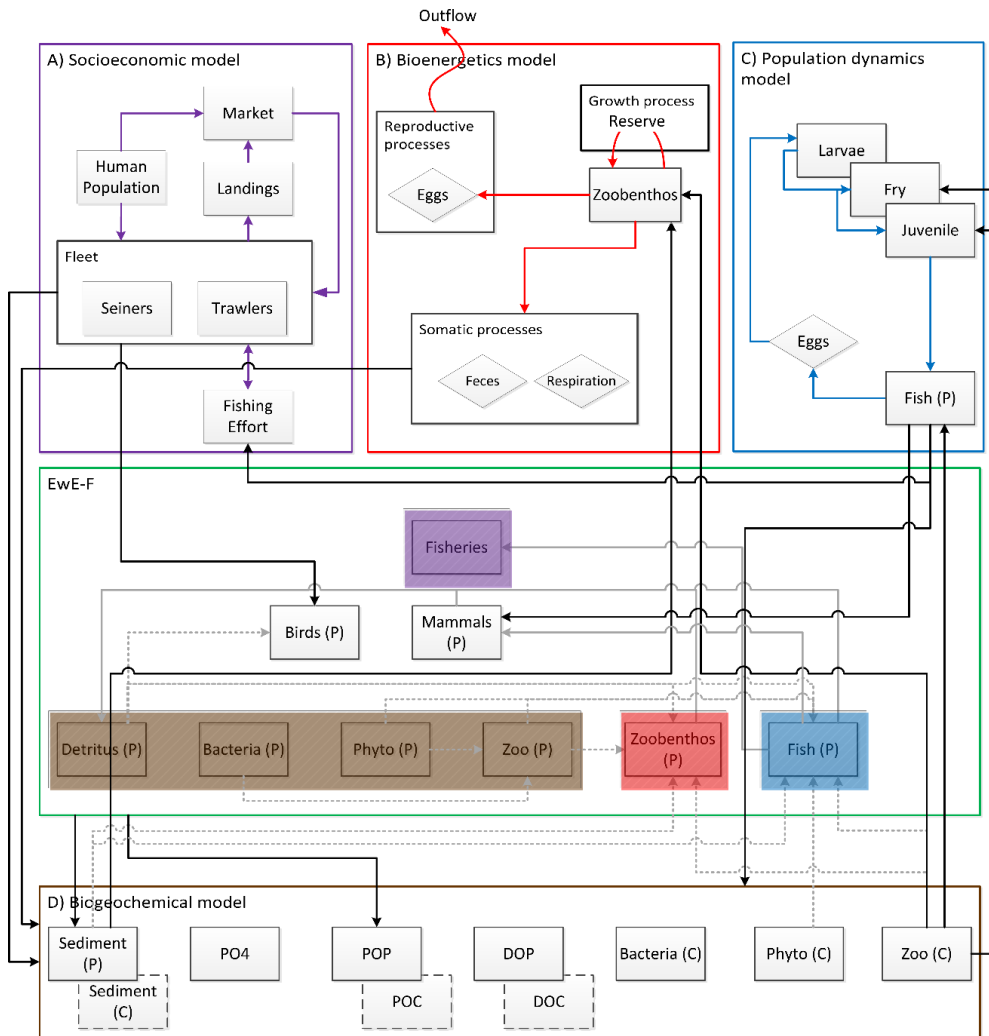 Outflow
A) Socioeconomic model
Market
Human
Population
Landings
Fleet
Seiners
Trawlers
Fishing
Effort
B) Bioenergetics model
Growth process
Reserve
Reproductive
processes
Eggs
Zoobenthos
Somatic processes
Feces
Respiration
C) Population dynamics
model
Larvae
Fry
Juvenile
Eggs
Fish (P)
EwE-F
Fisheries
Birds (P)
Mammals
(P)
Detritus (P)
Bacteria (P)
Phyto (P)
Zoo (P)
Zoobenthos
(P)
Fish (P)
D) Biogeochemical model
Sediment
(P)
Sediment
(C)
PO4
POP
POC
DOP
DOC
Bacteria (C)
Phyto (C)
Zoo (C)